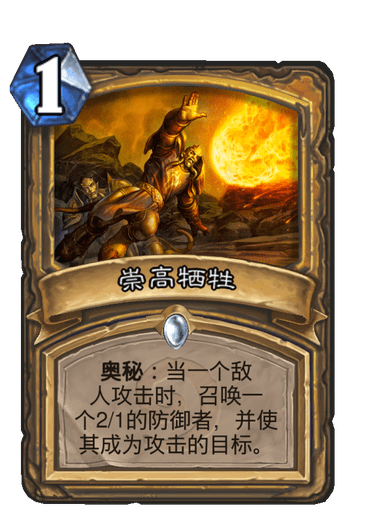 1
崇高牺牲
奥秘：当一个敌
人攻击时，召唤一
个2/1的防御者，并使
其成为攻击的目标。